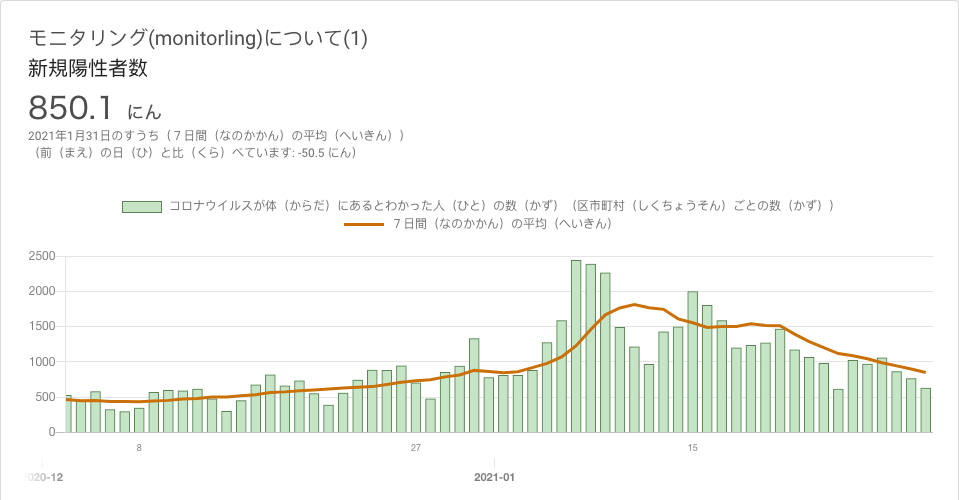 モニタリング(monitorling)について(1)
新規陽性者数
850.1 にん
2021年1月31日のすうち（７日間（なのかかん）の平均（へいきん））
（前（まえ）の日（ひ）と比（くら）べています: -50.5 にん）
コロナウイルスが体（からだ）にあるとわかった人（ひと）の数（かず）（区市町村（しくちょうそん）ごとの数（かず））
７日間（なのかかん）の平均（へいきん）
2500
2000
1500
1000
500
0
8 27 15
2020-12 2021-01